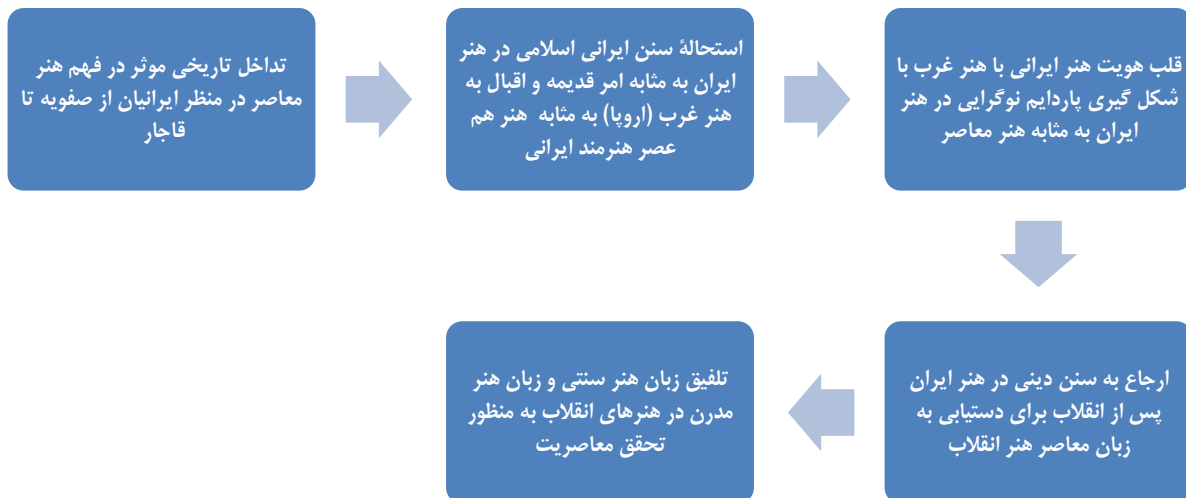 تداخل تاریخی موثر در فهم هنر
معاصر در منظر ایرانیان از صفویه تا
قاجار
استحالۀ سنن ایرانی اسلامی در هنر
ایران به مثابه امر قدیمه و اقبال به
هنر غرب (اروپا) به مثابه هنر هم
عصر هنرمند ایرانی
قلب هویت هنر ایرانی با هنر غرب با
شکل گیری پاردایم نوگرایی در هنر
ایران به مثابه هنر معاصر
ارجاع به سنن دینی در هنر ایران
پس از انقلاب برای دستیابی به
زبان معاصر هنر انقلاب
تلفیق زبان هنر سنتی و زبان هنر
مدرن در هنرهای انقلاب به منظور
تحقق معاصریت